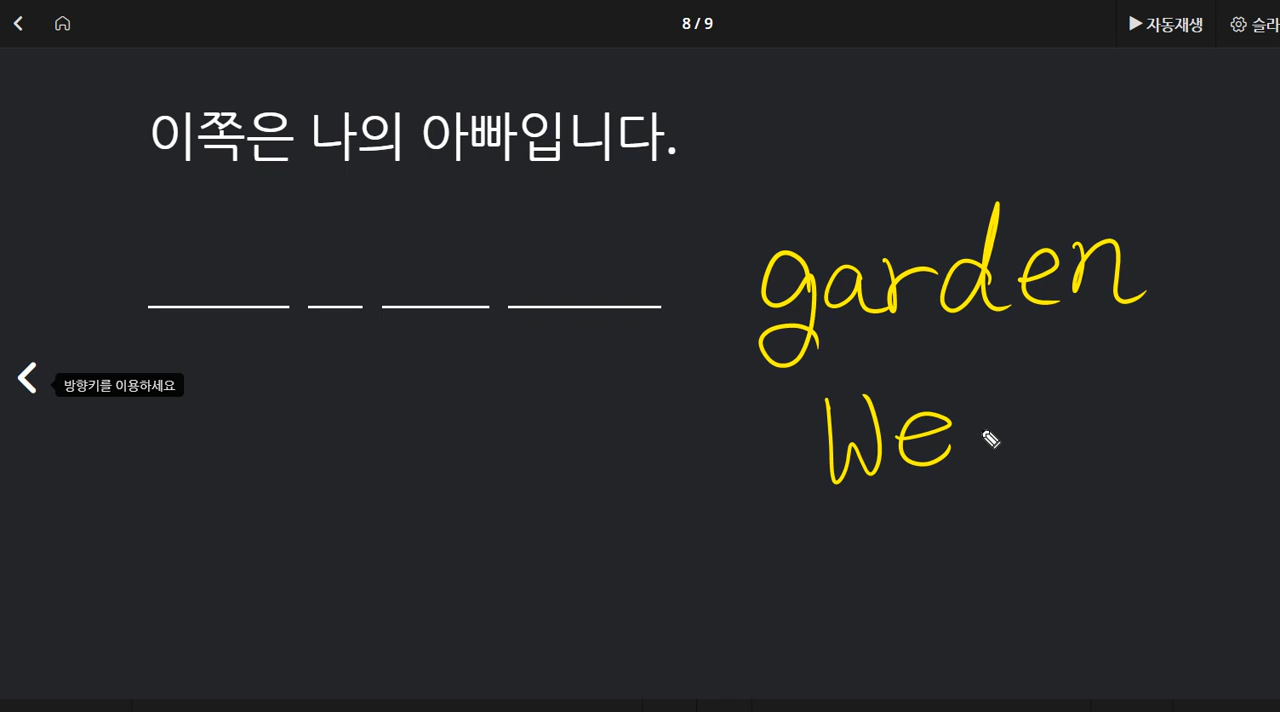 8 / 9
▶ 자동재생
슬라
이쪽은 나의 아빠입니다.
garden
방향키를 이용하세요
We